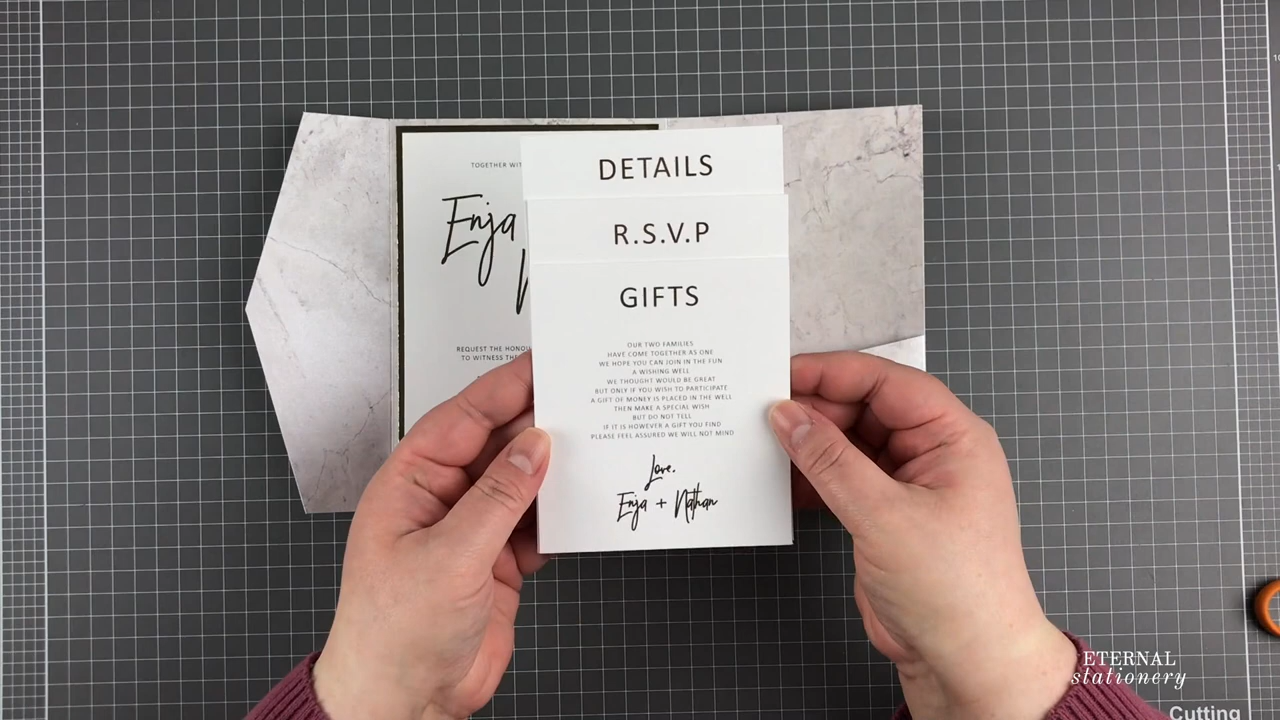 TOGETHER WIT
Enja
DETAILS
R.S.V.P
GIFTS
REQUEST THE HONOU
TO WITNESS THE
OUR TWO FAMILIES
HAVE COME TOGETHER AS ONE
WE HOPE YOU CAN JOIN IN THE FUN
A WISHING WELL
WE THOUGHT WOULD BE GREAT
BUT ONLY IF YOU WISH TO PARTICIPATE
A GIFT OF MONEY IS PLACED IN THE WELL
THEN MAKE A SPECIAL WISH
BUT DO NOT TELL
IF IT IS HOWEVER A GIFT YOU FIND
PLEASE FEEL ASSURED WE WILL NOT MIND
Love,
Enja + Nathan
ETERNAL
stationery
Cutting